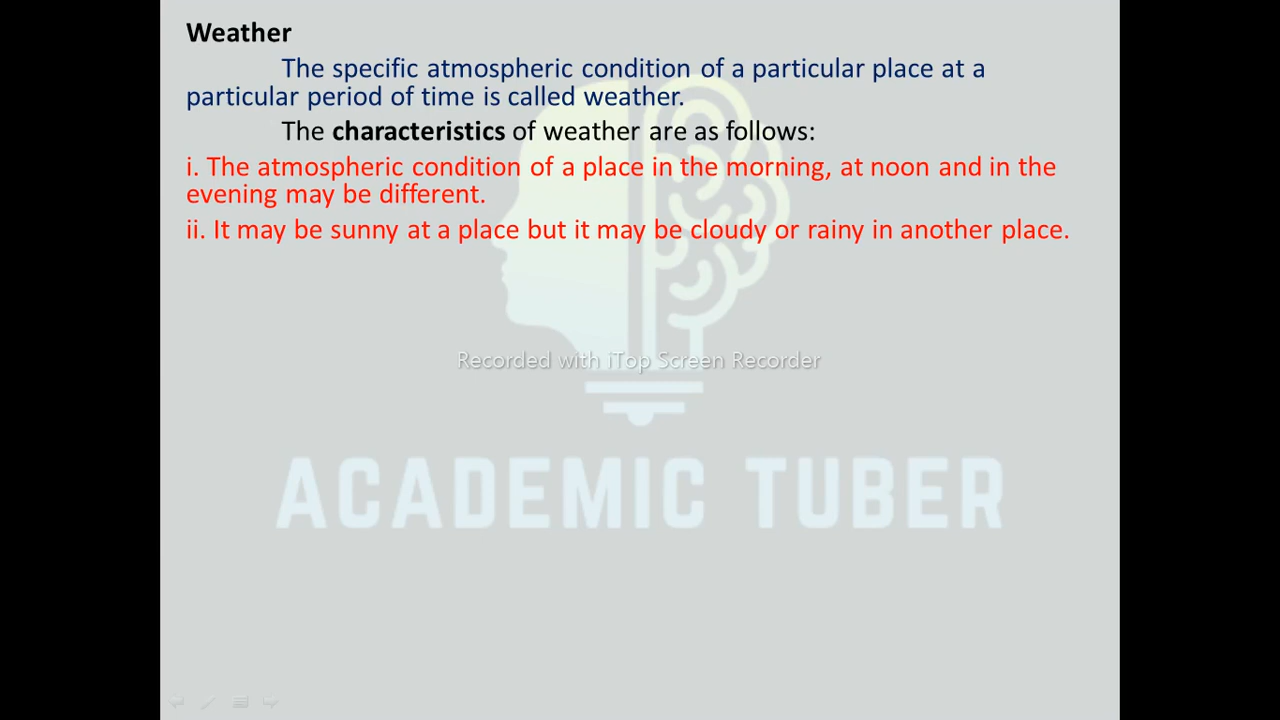 Weather
The specific atmospheric condition of a particular place at a
particular period of time is called weather.
The characteristics of weather are as follows:
i. The atmospheric condition of a place in the morning, at noon and in the
evening may be different.
ii. It may be sunny at a place but it may be cloudy or rainy in another place.
Recorded with iTop Screen Recorder
ACADEMIC TUBER